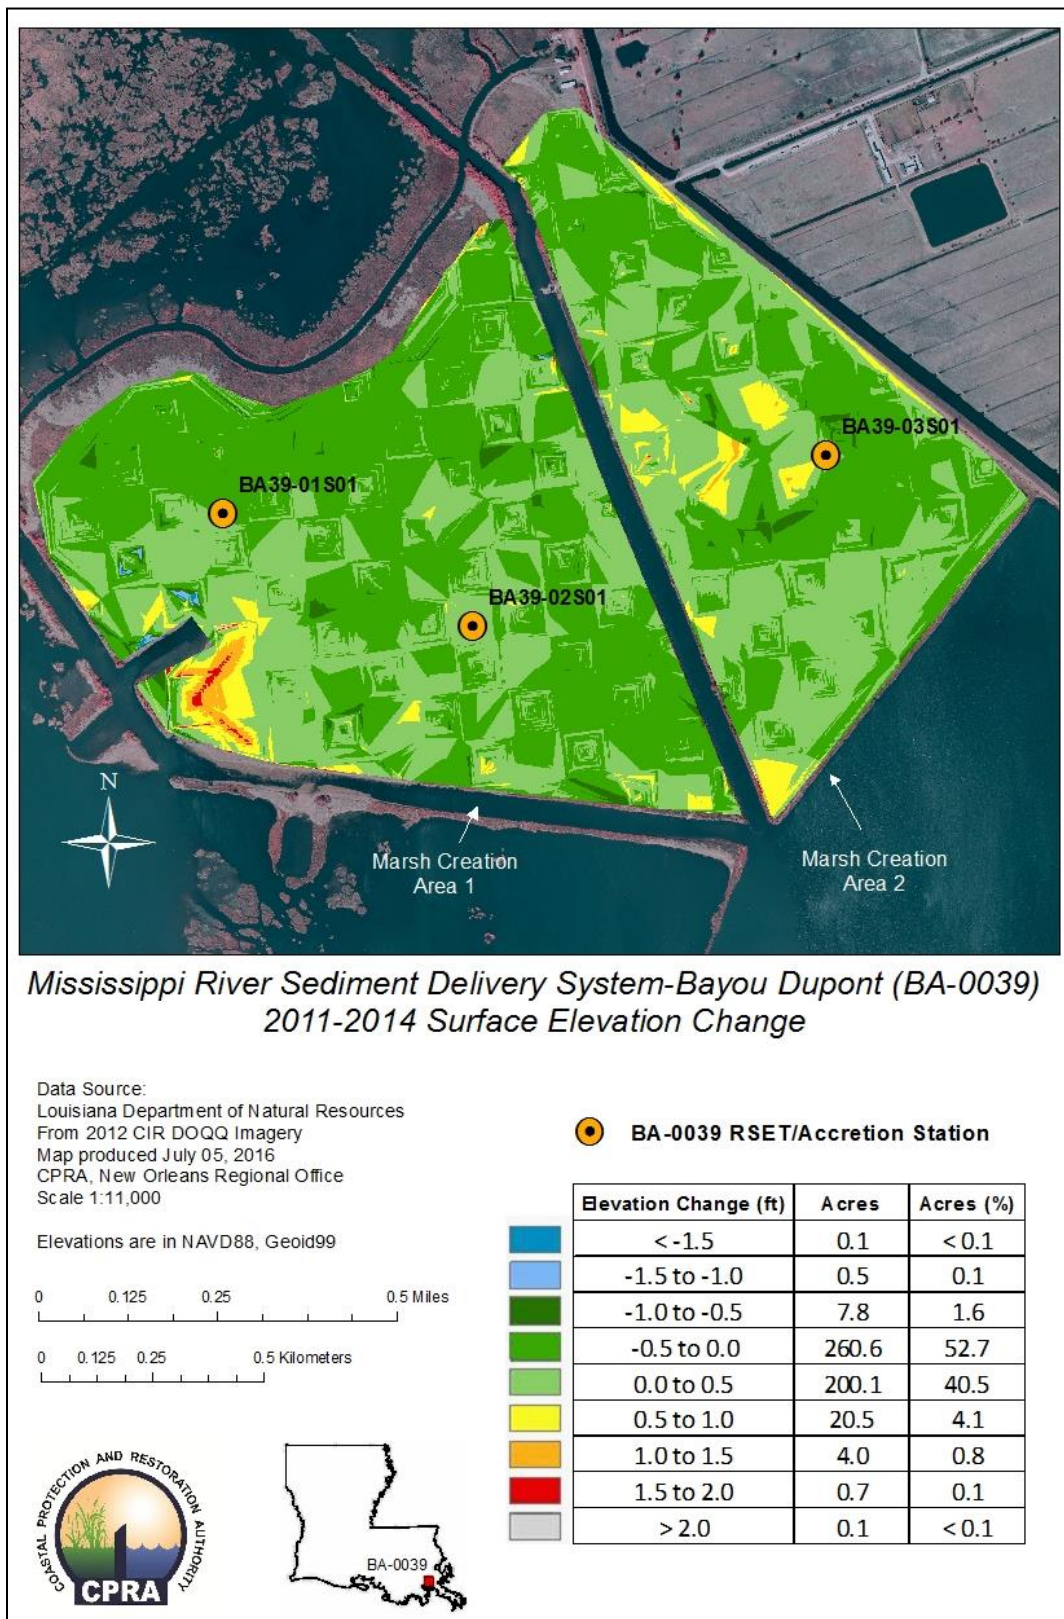 BA39-03S01
BA39-01S01
BA39-02S01
N
Marsh Creation
Area 1
Marsh Creation
Area 2
Mississippi River Sediment Delivery System-Bayou Dupont (BA-0039)
2011-2014 Surface Elevation Change
Data Source:
Louisiana Department of Natural Resources
From 2012 CIR DOQQ Imagery
Map produced July 05, 2016
CPRA, New Orleans Regional Office
Scale 1:11,000
Elevations are in NAVD88, Geoid99
0 0.125 0.25 0.5 Miles
0 0.125 0.25 0.5 Kilometers
BA-0039 RSET/Accretion Station
Elevation Change (ft) Acres Acres (%)
< -1.5 0.1 < 0.1
-1.5 to -1.0 0.5 0.1
-1.0 to -0.5 7.8 1.6
-0.5 to 0.0 260.6 52.7
0.0 to 0.5 200.1 40.5
0.5 to 1.0 20.5 4.1
1.0 to 1.5 4.0 0.8
1.5 to 2.0 0.7 0.1
> 2.0 0.1 < 0.1
COASTAL PROTECTION AND RESTORATION AUTHORITY
CPRA
BA-0039